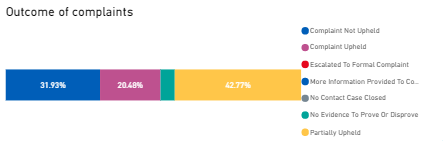 Outcome of complaints
Complaint Not Upheld
Complaint Upheld
Escalated To Formal Complaint
More Information Provided To Co...
No Contact Case Closed
No Evidence To Prove Or Disprove
Partially Upheld
31.93% 20.48% 42.77%